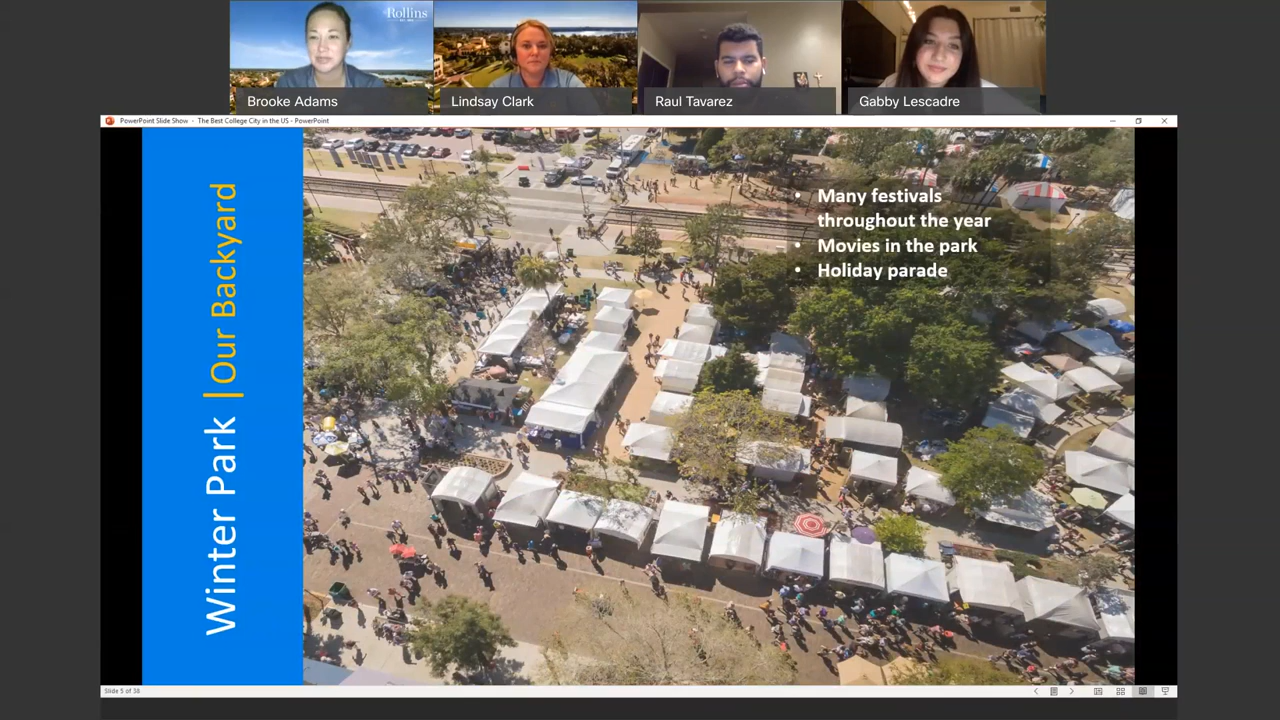 Rollins
Brooke Adams
Lindsay Clark
Raul Tavarez
Gabby Lescadre
PowerPoint Slide Show - The Best College City in the US - PowerPoint
Winter Park | Our Backyard
• Many festivals
throughout the year
• Movies in the park
• Holiday parade
Slide 5 of 38